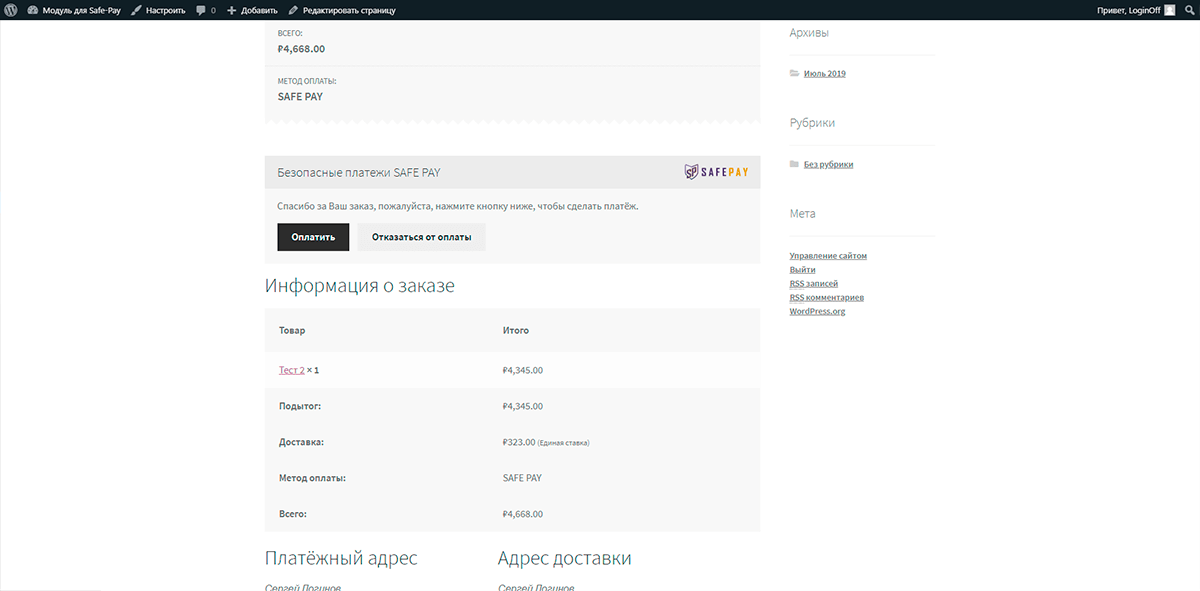 Модуль для Safe-Pay Настроить 0 Добавить Редактировать страницу Привет, LoginOff
ВСЕГО:
₽4,668.00
МЕТОД ОПЛАТЫ:
SAFE PAY
Безопасные платежи SAFE PAY
SP SAFEPAY
Спасибо за Ваш заказ, пожалуйста, нажмите кнопку ниже, чтобы сделать платёж.
Оплатить Отказаться от оплаты
Информация о заказе
Товар Итого
Тест 2 × 1 ₽4,345.00
Подытог: ₽4,345.00
Доставка: ₽323.00 (Единая ставка)
Метод оплаты: SAFE PAY
Всего: ₽4,668.00
Платёжный адрес Адрес доставки
Сергей Логинов Сергей Логинов
Архивы
Июль 2019
Рубрики
Без рубрики
Мета
Управление сайтом
Выйти
RSS записей
RSS комментариев
WordPress.org